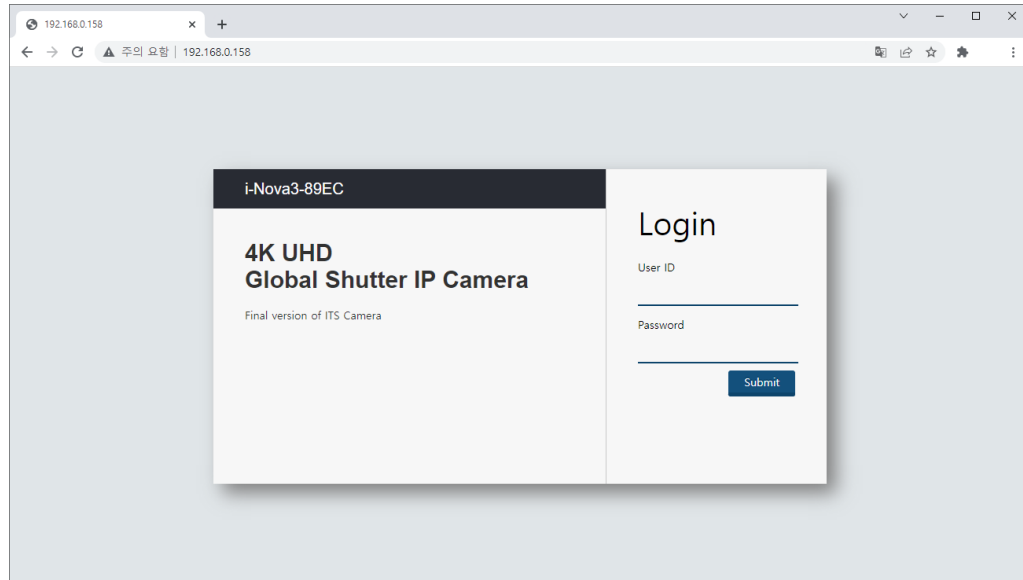 192.168.0.158
주의 요함 192.168.0.158
i-Nova3-89EC
4K UHD
Global Shutter IP Camera
Final version of ITS Camera
Login
User ID
Password
Submit